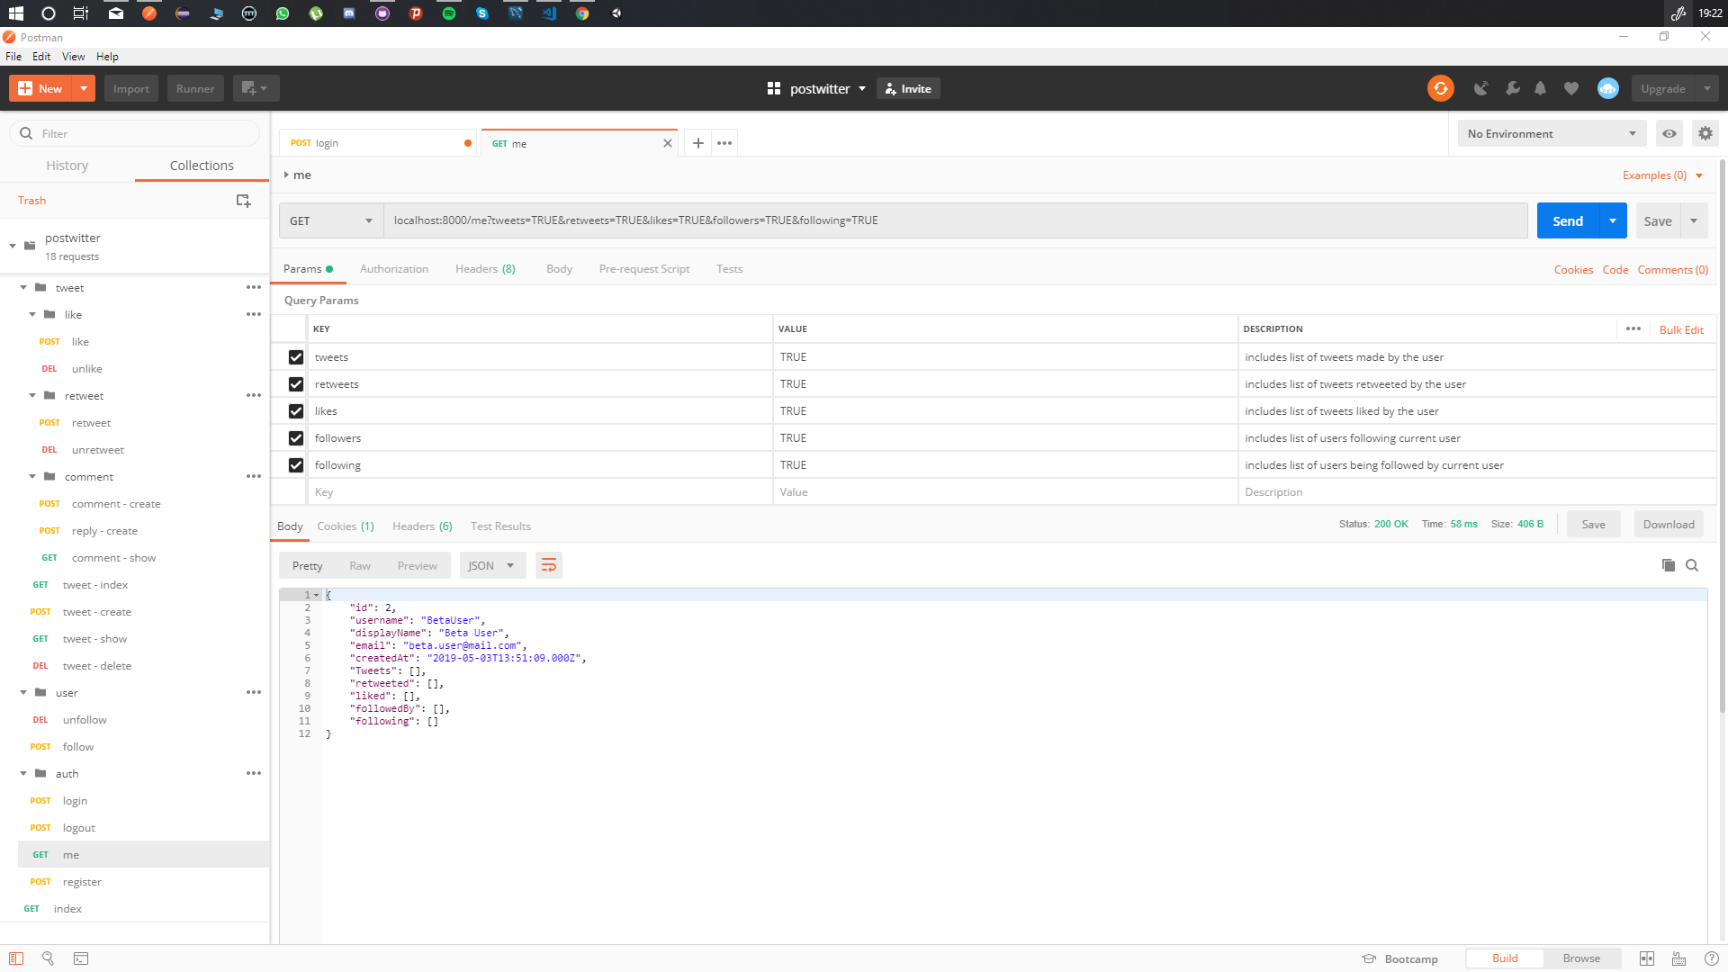 19:22
Postman
File Edit View Help
New Import Runner postwitter Invite Upgrade
Filter
History Collections
Trash
postwitter
18 requests
tweet
like
POST like
DEL unlike
retweet
POST retweet
DEL unretweet
comment
POST comment - create
POST reply - create
GET comment - show
GET tweet - index
POST tweet - create
GET tweet - show
DEL tweet - delete
user
DEL unfollow
POST follow
auth
POST login
POST logout
GET me
POST register
GET index
POST login GET me No Environment
me Examples (0)
GET localhost:8000/me?tweets=TRUE&retweets=TRUE&likes=TRUE&followers=TRUE&following=TRUE Send Save
Params Authorization Headers (8) Body Pre-request Script Tests Cookies Code Comments (0)
Query Params
KEY VALUE DESCRIPTION Bulk Edit
tweets TRUE includes list of tweets made by the user
retweets TRUE includes list of tweets retweeted by the user
likes TRUE includes list of tweets liked by the user
followers TRUE includes list of users following current user
following TRUE includes list of users being followed by current user
Key Value Description
Body Cookies (1) Headers (6) Test Results Status: 200 OK Time: 58 ms Size: 406 B Save Download
Pretty Raw Preview JSON
1 {
2 "id": 2,
3 "username": "BetaUser",
4 "displayName": "Beta User",
5 "email": "beta.user@mail.com",
6 "createdAt": "2019-05-03T13:51:09.000Z",
7 "Tweets": [],
8 "retweeted": [],
9 "liked": [],
10 "followedBy": [],
11 "following": []
12 }
Bootcamp Build Browse